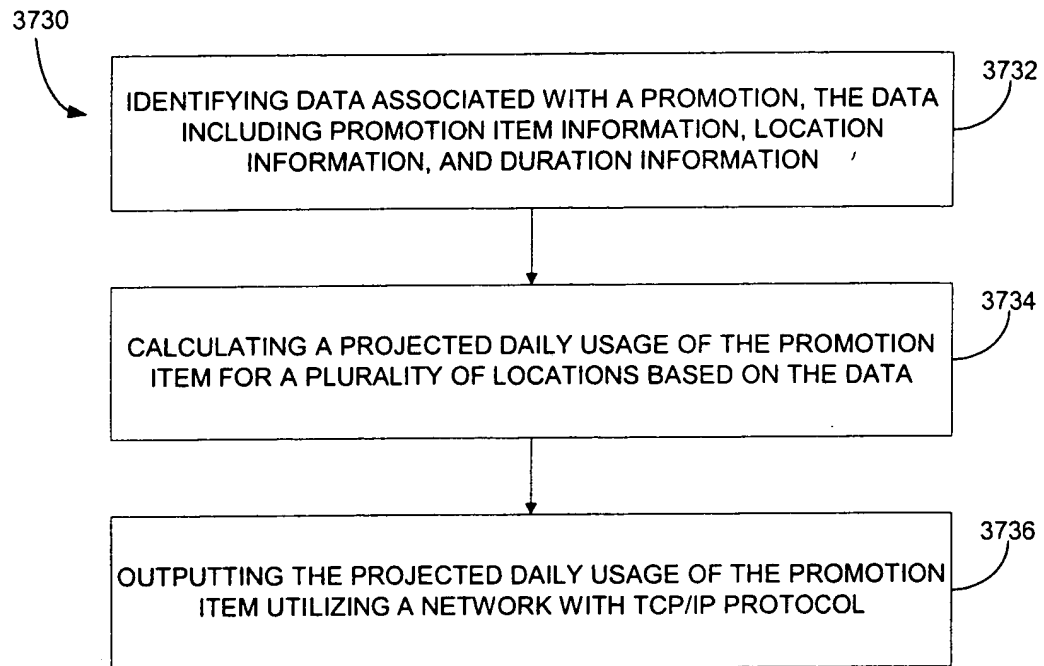 3730
3732
IDENTIFYING DATA ASSOCIATED WITH A PROMOTION, THE DATA
INCLUDING PROMOTION ITEM INFORMATION, LOCATION
INFORMATION, AND DURATION INFORMATION
3734
CALCULATING A PROJECTED DAILY USAGE OF THE PROMOTION
ITEM FOR A PLURALITY OF LOCATIONS BASED ON THE DATA
3736
OUTPUTTING THE PROJECTED DAILY USAGE OF THE PROMOTION
ITEM UTILIZING A NETWORK WITH TCP/IP PROTOCOL